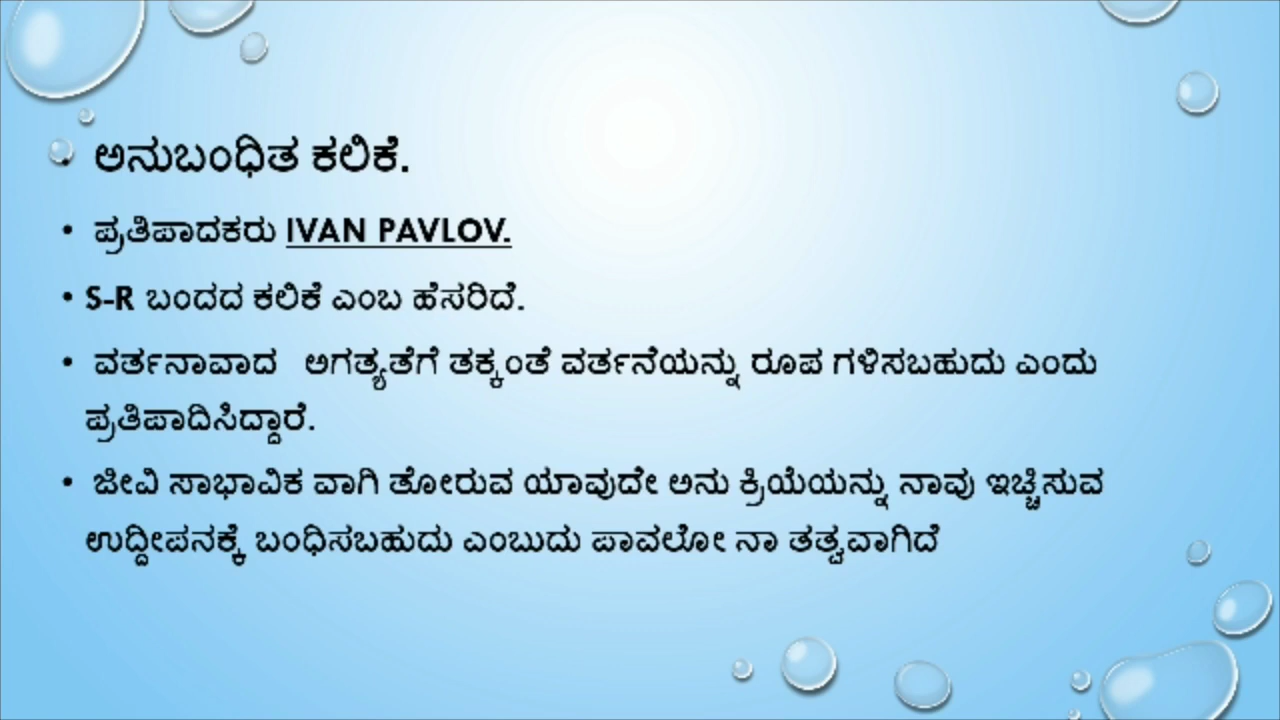 • ಅನುಬಂಧಿತ ಕಲಿಕೆ.
• ಪ್ರತಿಪಾದಕರು IVAN PAVLOV.
• S-R ಬಂದದ ಕಲಿಕೆ ಎಂಬ ಹೆಸರಿದೆ.
• ವರ್ತನಾವಾದ ಅಗತ್ಯತೆಗೆ ತಕ್ಕಂತೆ ವರ್ತನೆಯನ್ನು ರೂಪ ಗಳಿಸಬಹುದು ಎಂದು
ಪ್ರತಿಪಾದಿಸಿದ್ದಾರೆ.
• ಜೀವಿ ಸಾಭಾವಿಕ ವಾಗಿ ತೋರುವ ಯಾವುದೇ ಅನು ಕ್ರಿಯೆಯನ್ನು ನಾವು ಇಚ್ಚಿಸುವ
ಉದ್ದೀಪನಕ್ಕೆ ಬಂಧಿಸಬಹುದು ಎಂಬುದು ಪಾವಲೋ ನಾ ತತ್ವವಾಗಿದೆ